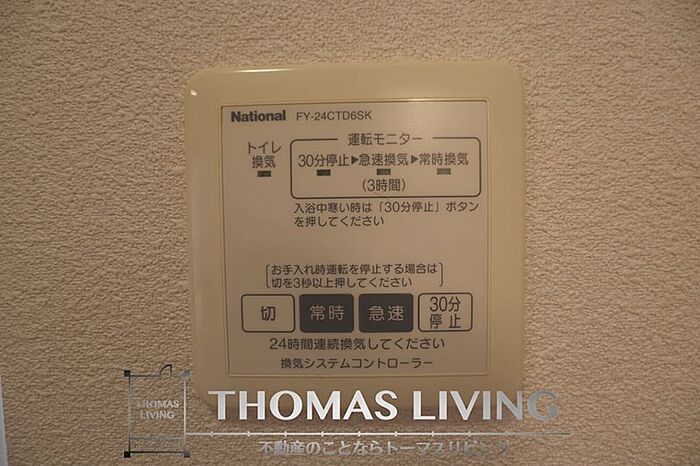 National FY-24CTD6SK
トイレ換気
運転モニター
30分停止▶急速換気▶常時換気
(3時間)
入浴中寒い時は「30分停止」ボタン
を押してください
お手入れ時運転を停止する場合は
切を3秒以上押してください
切 常時 急速 30分停止
24時間連続換気してください
換気システムコントローラー
THOMAS LIVING
THOMAS LIVING
不動産のことならトーマスリビング